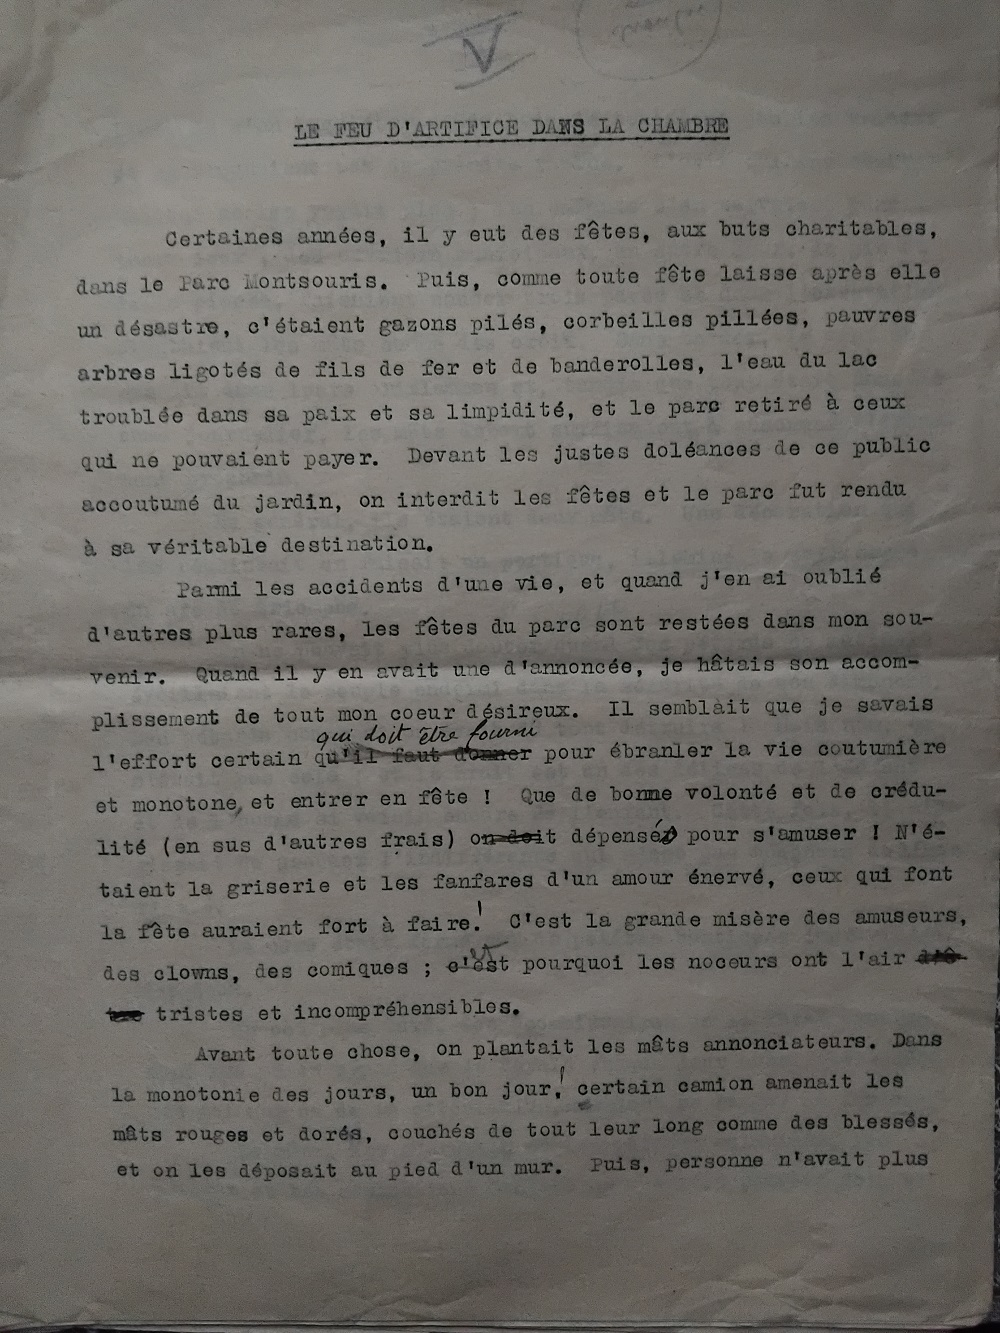 V
LE FEU D'ARTIFICE DANS LA CHAMBRE
Certaines années, il y eut des fêtes, aux buts charitables,
dans le Parc Montsouris. Puis, comme toute fête laisse après elle
un désastre, c'étaient gazons pilés, corbeilles pillées, pauvres
arbres ligotés de fils de fer et de banderolles, l'eau du lac
troublée dans sa paix et sa limpidité, et le parc retiré à ceux
qui ne pouvaient payer. Devant les justes doléances de ce public
accoutumé du jardin, on interdit les fêtes et le parc fut rendu
à sa véritable destination.
Parmi les accidents d'une vie, et quand j'en ai oublié
d'autres plus rares, les fêtes du parc sont restées dans mon sou-
venir. Quand il y en avait une d'annoncée, je hâtais son accom-
plissement de tout mon coeur désireux. Il semblait que je savais
qui doit être fourni
l'effort certain qu'il faut donner pour ébranler la vie coutumière
et monotone, et entrer en fête ! Que de bonne volonté et de crédu-
lité (en sus d'autres frais) on doit dépensés pour s'amuser ! N'é-
taient la griserie et les fanfares d'un amour énervé, ceux qui font
la fête auraient fort à faire! C'est la grande misère des amuseurs,
des clowns, des comiques ; c'est pourquoi les noceurs ont l'air d'ê-
tre tristes et incompréhensibles.
Avant toute chose, on plantait les mâts annonciateurs. Dans
la monotonie des jours, un bon jour! certain camion amenait les
mâts rouges et dorés, couchés de tout leur long comme des blessés,
et on les déposait au pied d'un mur. Puis, personne n'avait plus